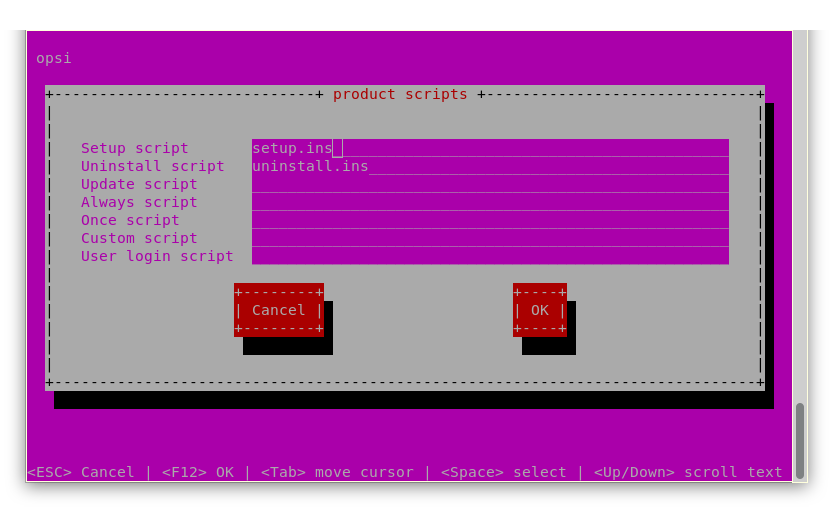 opsi
product scripts
Setup script setup.ins
Uninstall script uninstall.ins
Update script
Always script
Once script
Custom script
User login script
Cancel OK
<ESC> Cancel | <F12> OK | <Tab> move cursor | <Space> select | <Up/Down> scroll text